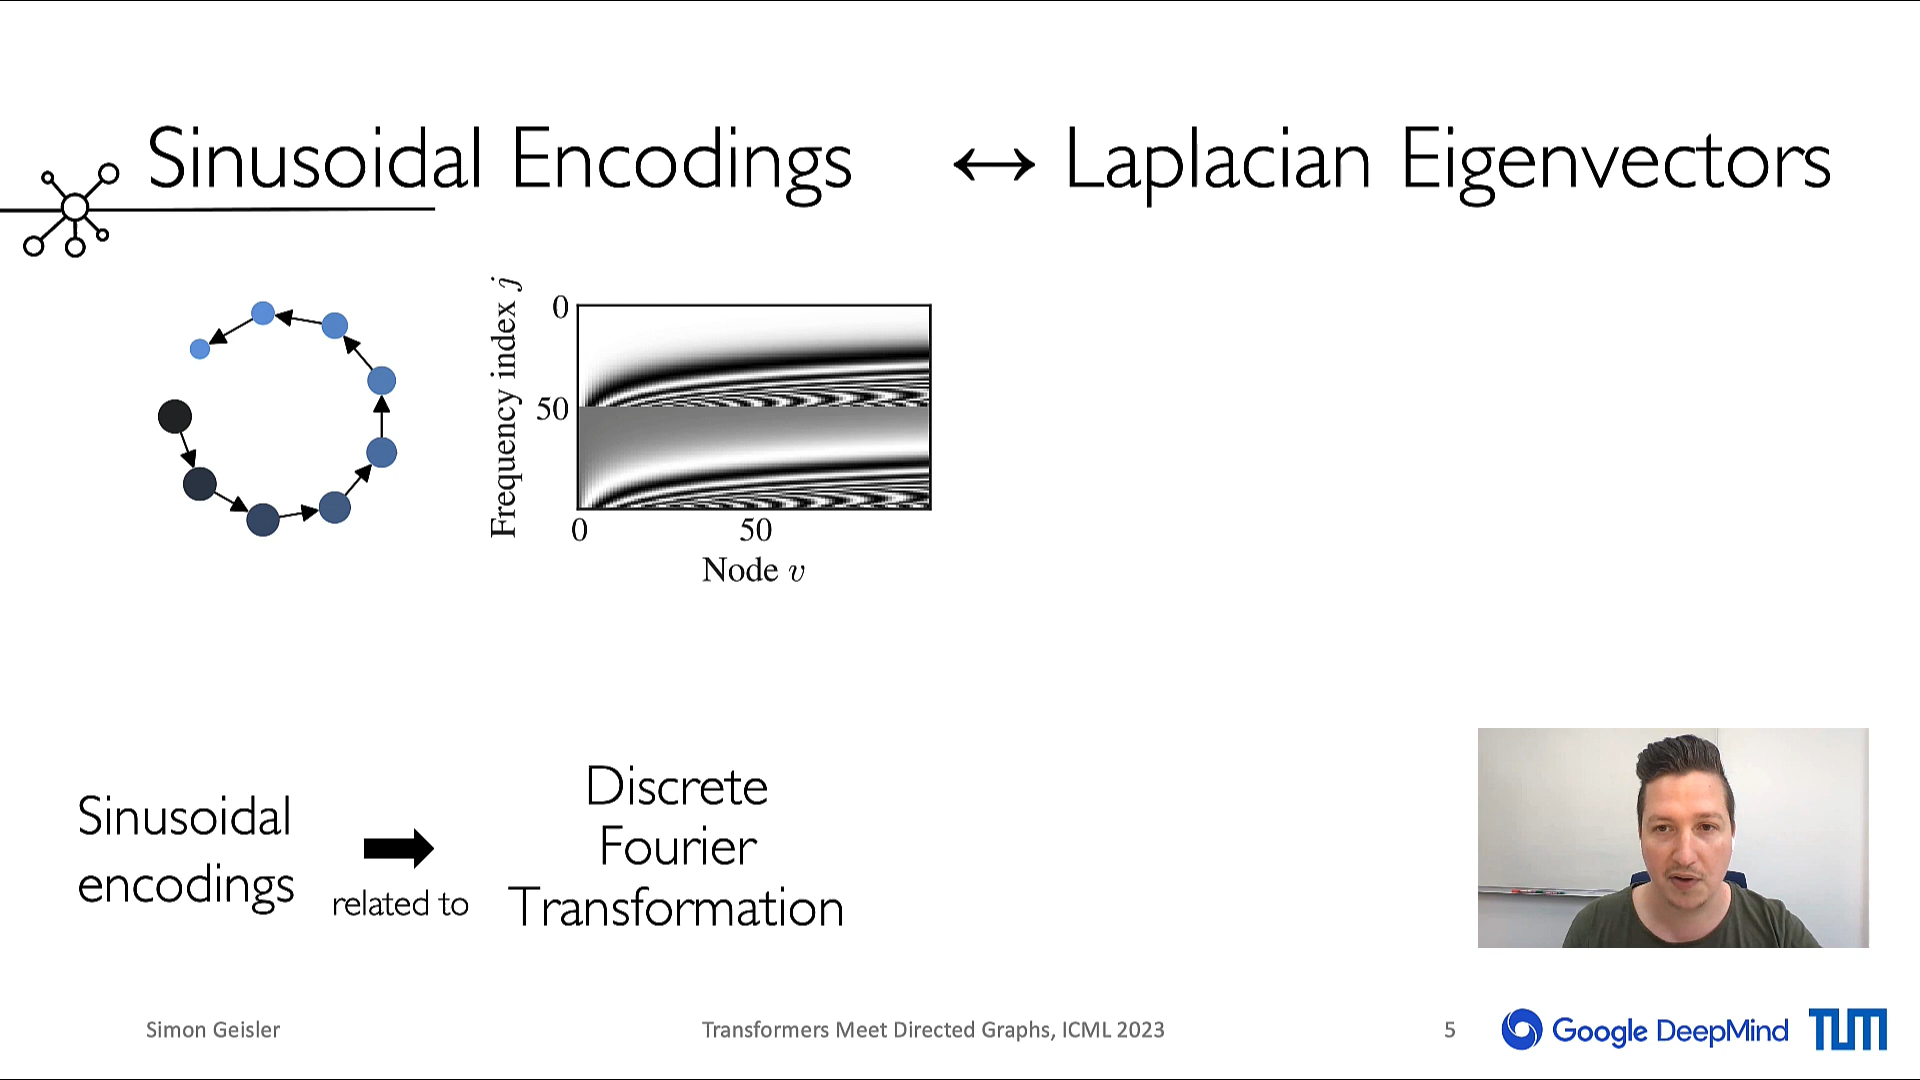 Sinusoidal Encodings ↔ Laplacian Eigenvectors
Frequency index j
0
50
0 50
Node v
Sinusoidal
encodings
related to
Discrete
Fourier
Transformation
Simon Geisler
Transformers Meet Directed Graphs, ICML 2023
5
Google DeepMind
TUM